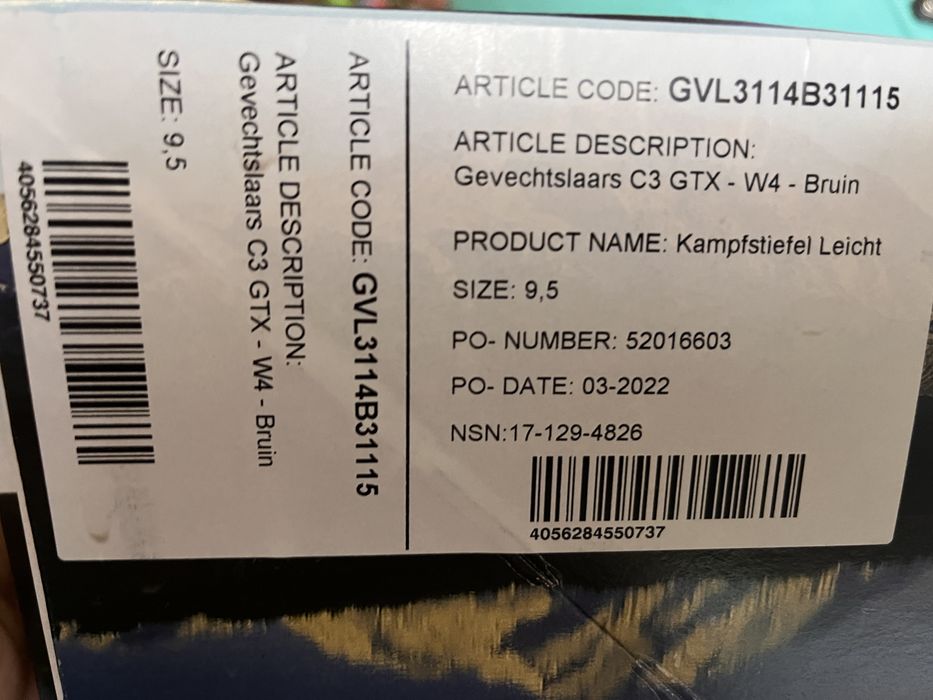 ARTICLE CODE: GVL3114B31115
ARTICLE DESCRIPTION:
Gevechtslaars C3 GTX - W4 - Bruin
PRODUCT NAME: Kampfstiefel Leicht
SIZE: 9,5
PO- NUMBER: 52016603
PO- DATE: 03-2022
NSN:17-129-4826
4056284550737
ARTICLE CODE: GVL3114B31115
ARTICLE DESCRIPTION:
Gevechtslaars C3 GTX - W4 - Bruin
SIZE: 9,5
4056284550737